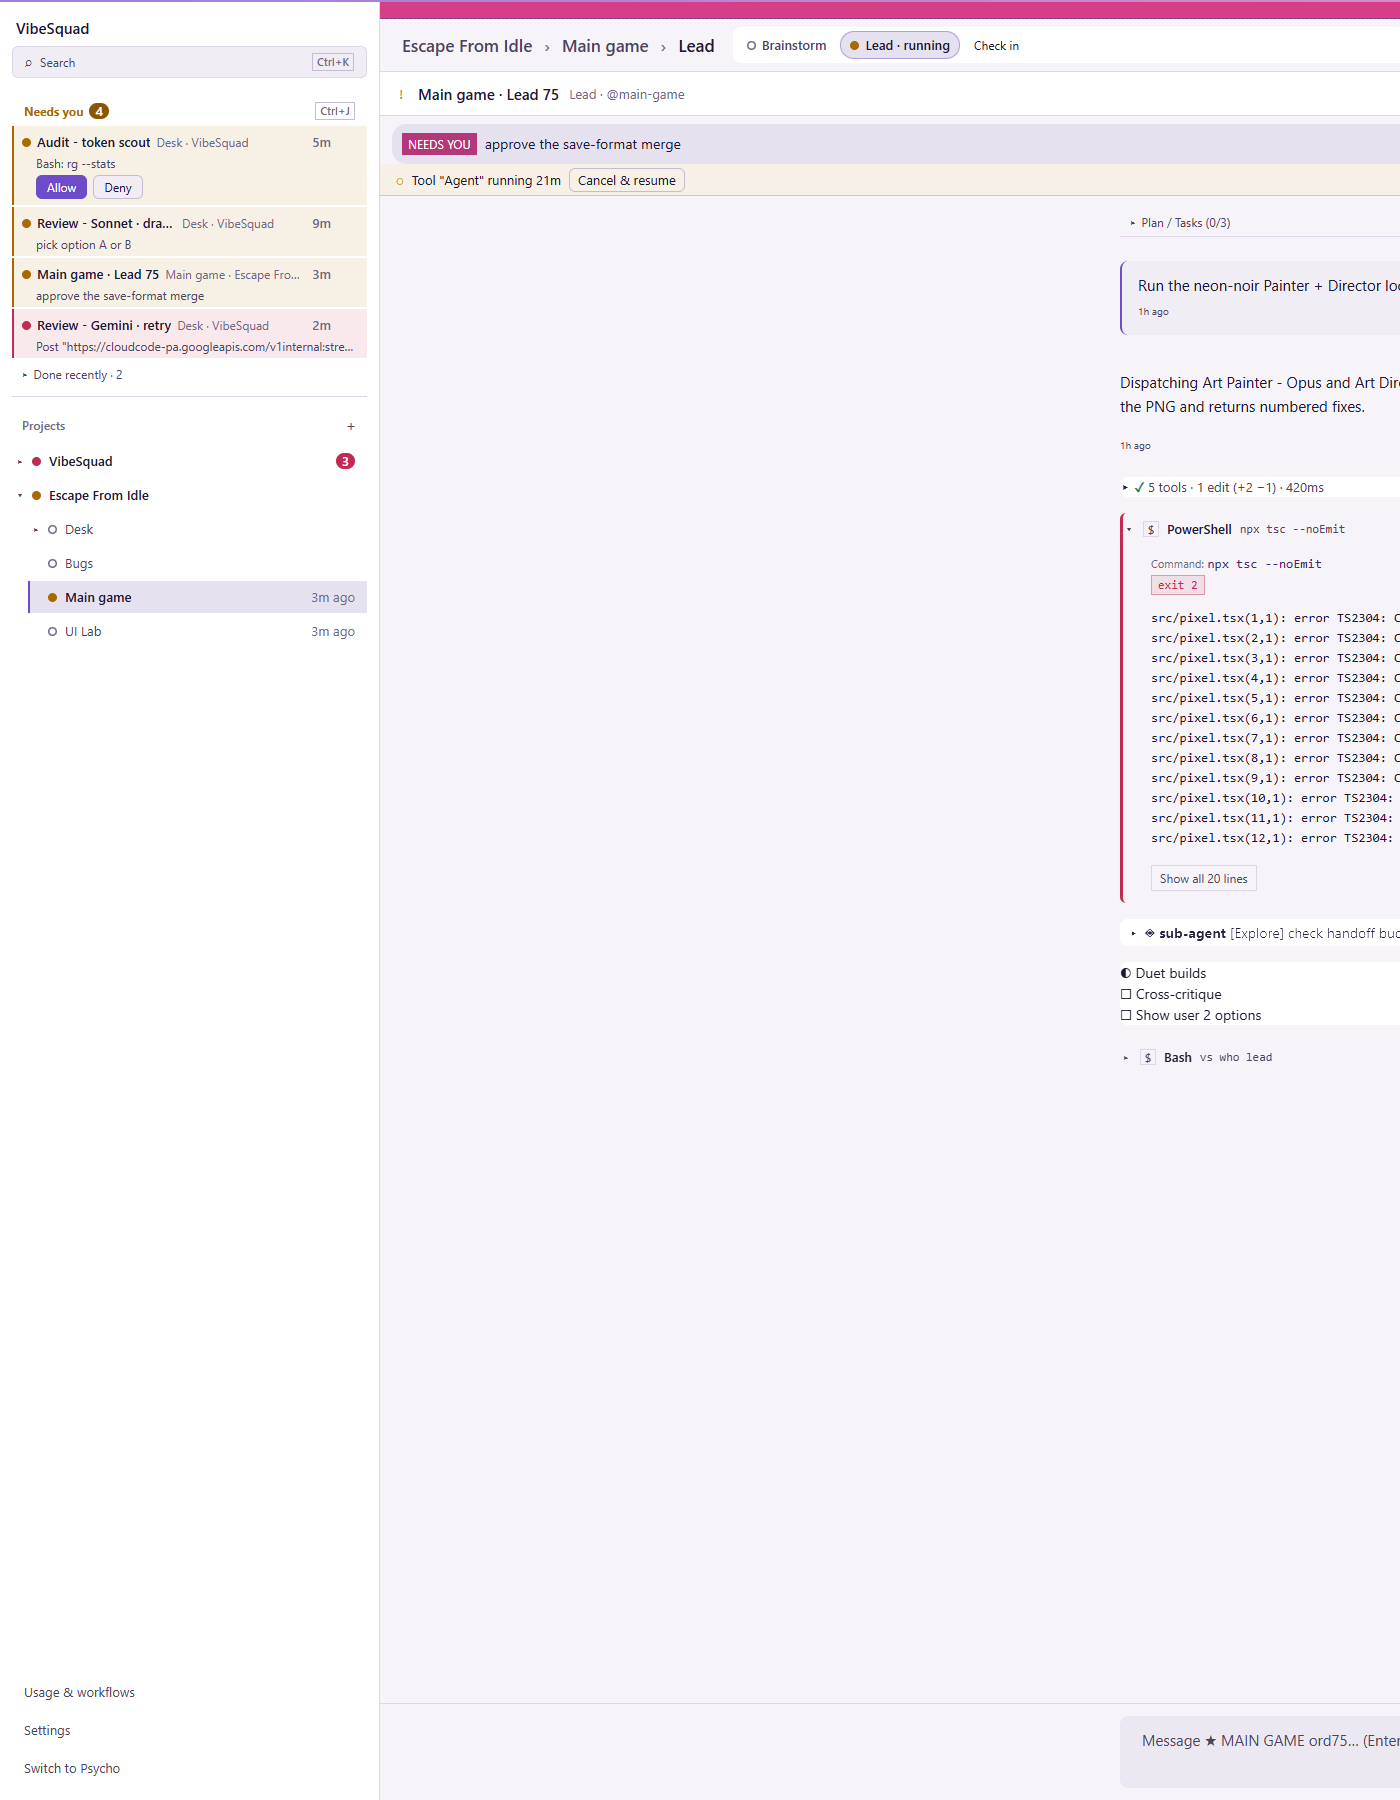 VibeSquad
⌕ Search Ctrl+K
Needs you 4 Ctrl+J
Audit - token scout Desk · VibeSquad 5m
Bash: rg --stats
Allow Deny
Review - Sonnet · dra... Desk · VibeSquad 9m
pick option A or B
Main game · Lead 75 Main game · Escape Fro... 3m
approve the save-format merge
Review - Gemini · retry Desk · VibeSquad 2m
Post "https://cloudcode-pa.googleapis.com/v1internal:stre...
Done recently · 2
Projects +
VibeSquad 3
Escape From Idle
Desk
Bugs
Main game 3m ago
UI Lab 3m ago
Usage & workflows
Settings
Switch to Psycho
Escape From Idle › Main game › Lead Brainstorm Lead · running Check in
! Main game · Lead 75 Lead · @main-game
NEEDS YOU approve the save-format merge
Tool "Agent" running 21m Cancel & resume
Plan / Tasks (0/3)
Run the neon-noir Painter + Director lo
1h ago
Dispatching Art Painter - Opus and Art Dir
the PNG and returns numbered fixes.
1h ago
✓ 5 tools · 1 edit (+2 −1) · 420ms
$ PowerShell npx tsc --noEmit
Command: npx tsc --noEmit
exit 2
src/pixel.tsx(1,1): error TS2304: C
src/pixel.tsx(2,1): error TS2304: C
src/pixel.tsx(3,1): error TS2304: C
src/pixel.tsx(4,1): error TS2304: C
src/pixel.tsx(5,1): error TS2304: C
src/pixel.tsx(6,1): error TS2304: C
src/pixel.tsx(7,1): error TS2304: C
src/pixel.tsx(8,1): error TS2304: C
src/pixel.tsx(9,1): error TS2304: C
src/pixel.tsx(10,1): error TS2304:
src/pixel.tsx(11,1): error TS2304:
src/pixel.tsx(12,1): error TS2304:
Show all 20 lines
◈ sub-agent [Explore] check handoff buc
◐ Duet builds
☐ Cross-critique
☐ Show user 2 options
$ Bash vs who lead
Message ★ MAIN GAME ord75... (Enter